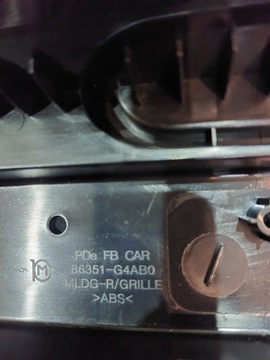 PDe FB CAR
86351-G4AB0
MLDG-R/GRILLE
>ABS<